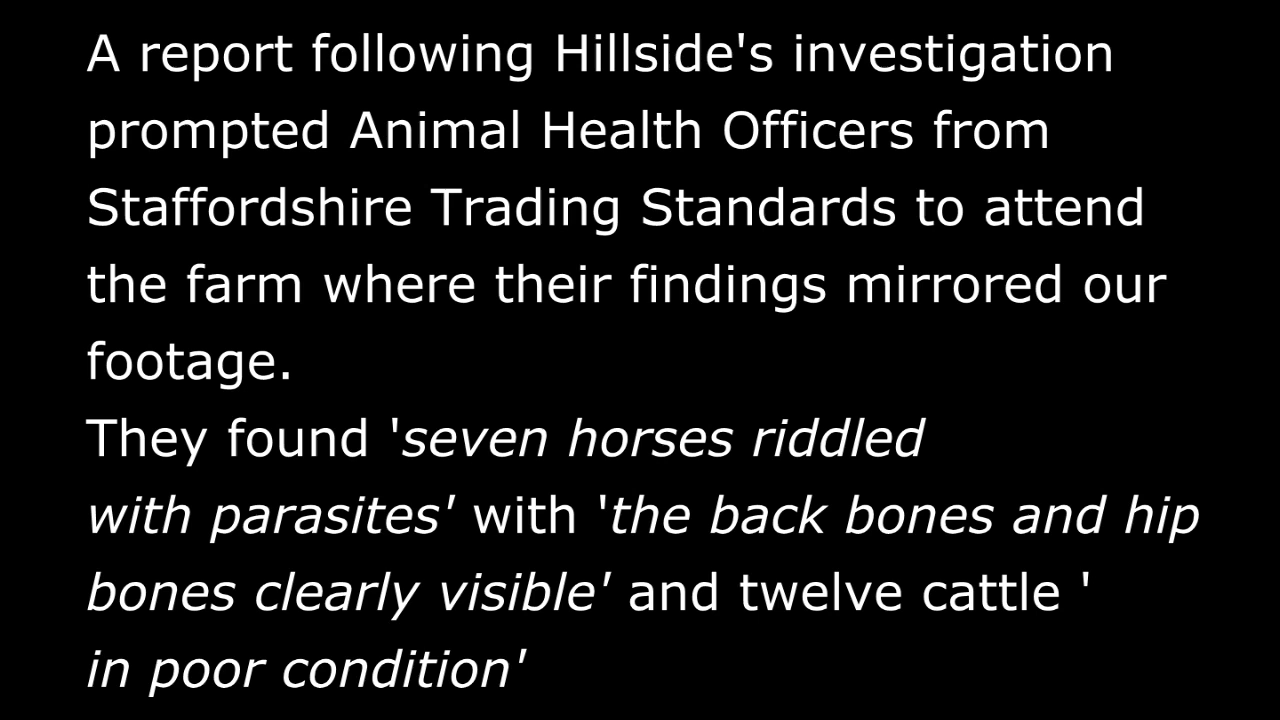 A report following Hillside's investigation
prompted Animal Health Officers from
Staffordshire Trading Standards to attend
the farm where their findings mirrored our
footage.
They found 'seven horses riddled
with parasites' with 'the back bones and hip
bones clearly visible' and twelve cattle '
in poor condition'